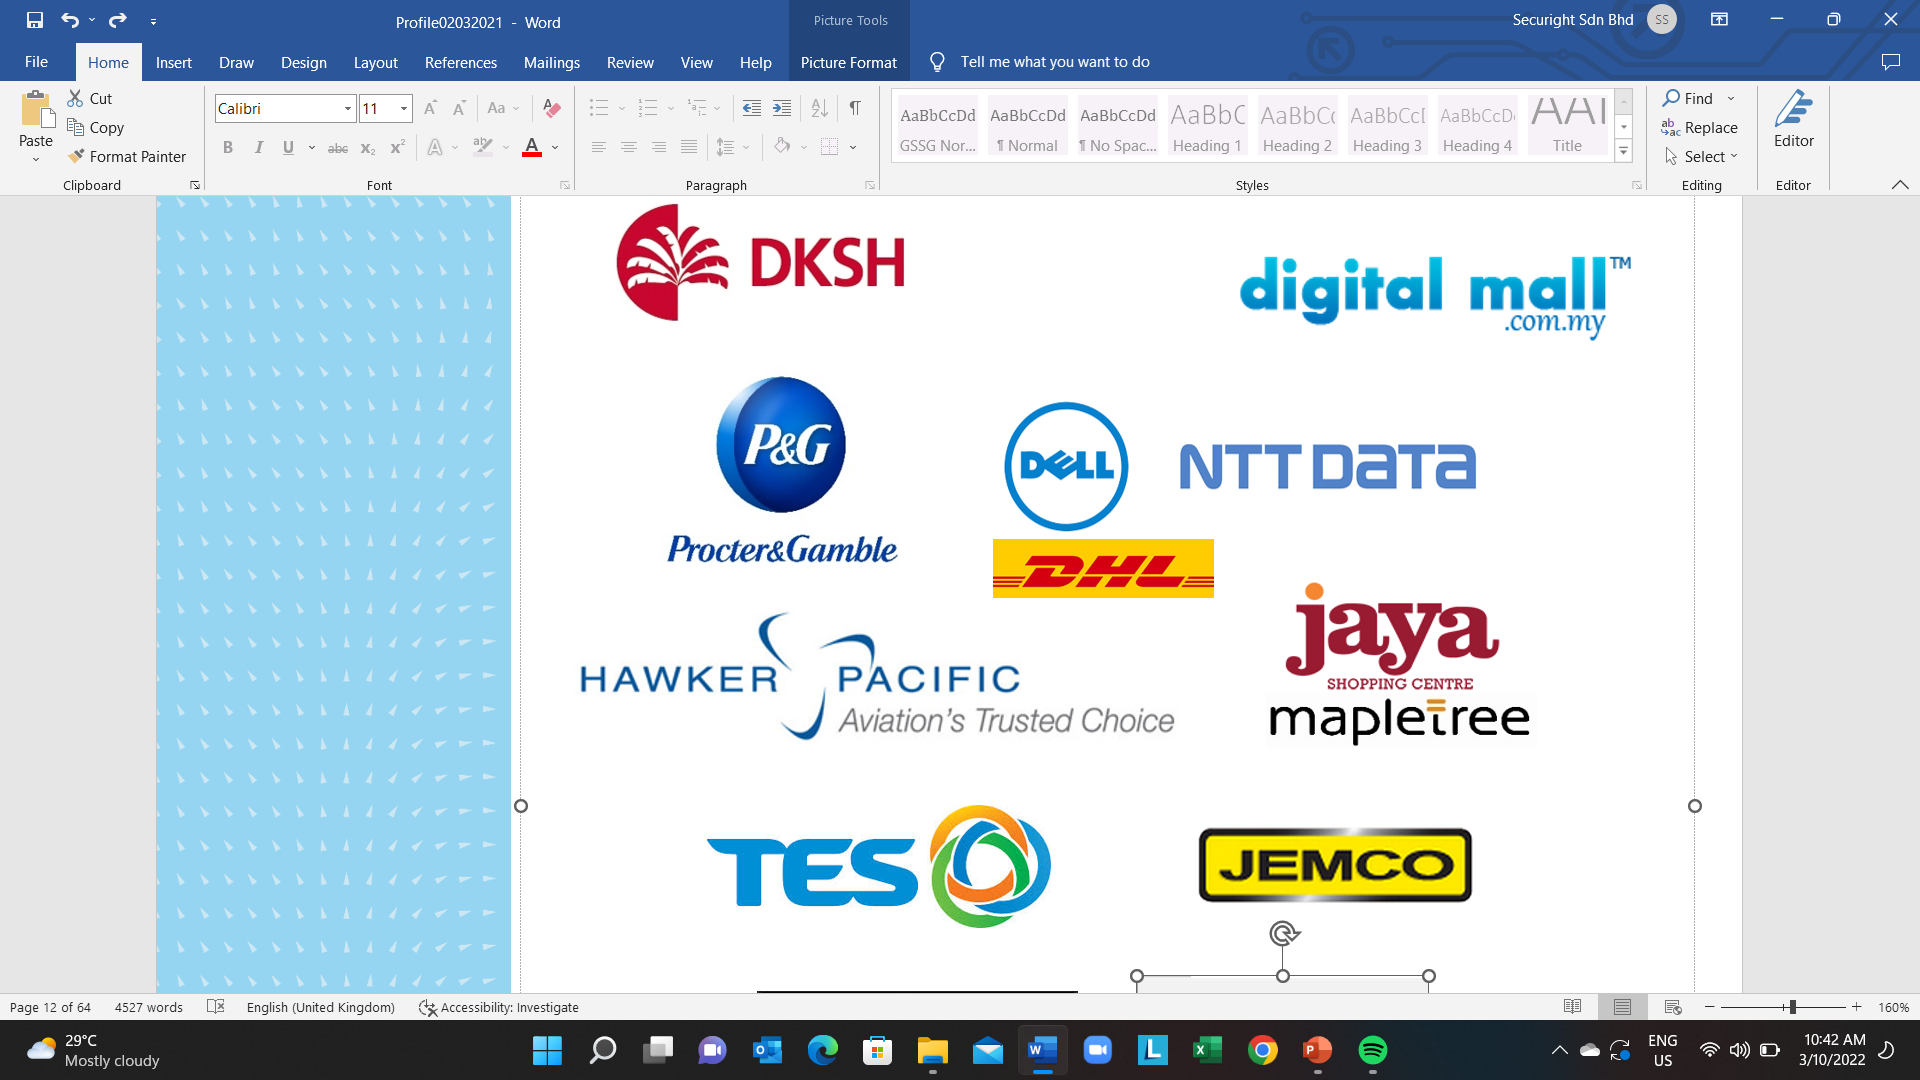 Profile02032021 - Word
Picture Tools
Securight Sdn Bhd
SS
File
Home
Insert
Draw
Design
Layout
References
Mailings
Review
View
Help
Picture Format
Tell me what you want to do
Paste
Cut
Copy
Format Painter
Clipboard
Calibri
11
Font
Paragraph
AaBbCcDd
GSSG Nor...
AaBbCcDd
¶ Normal
AaBbCcDd
¶ No Spac...
AaBbC
Heading 1
AaBbCc
Heading 2
AaBbCcD
Heading 3
AaBbCcD
Heading 4
AAI
Title
Styles
Find
Replace
Select
Editing
Editor
Editor
DKSH
digital mall™
.com.my
P&G
Procter&Gamble
DELL
NTT DATA
DHL
HAWKER PACIFIC
Aviation's Trusted Choice
jaya
SHOPPING CENTRE
mapletree
TES
JEMCO
Page 12 of 64
4527 words
English (United Kingdom)
Accessibility: Investigate
160%
29°C
Mostly cloudy
ENG
US
10:42 AM
3/10/2022